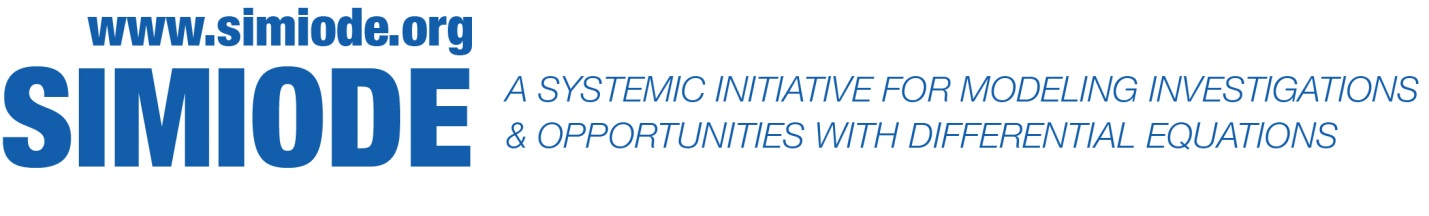 www.simiode.org
SIMIODE
A SYSTEMIC INITIATIVE FOR MODELING INVESTIGATIONS
& OPPORTUNITIES WITH DIFFERENTIAL EQUATIONS